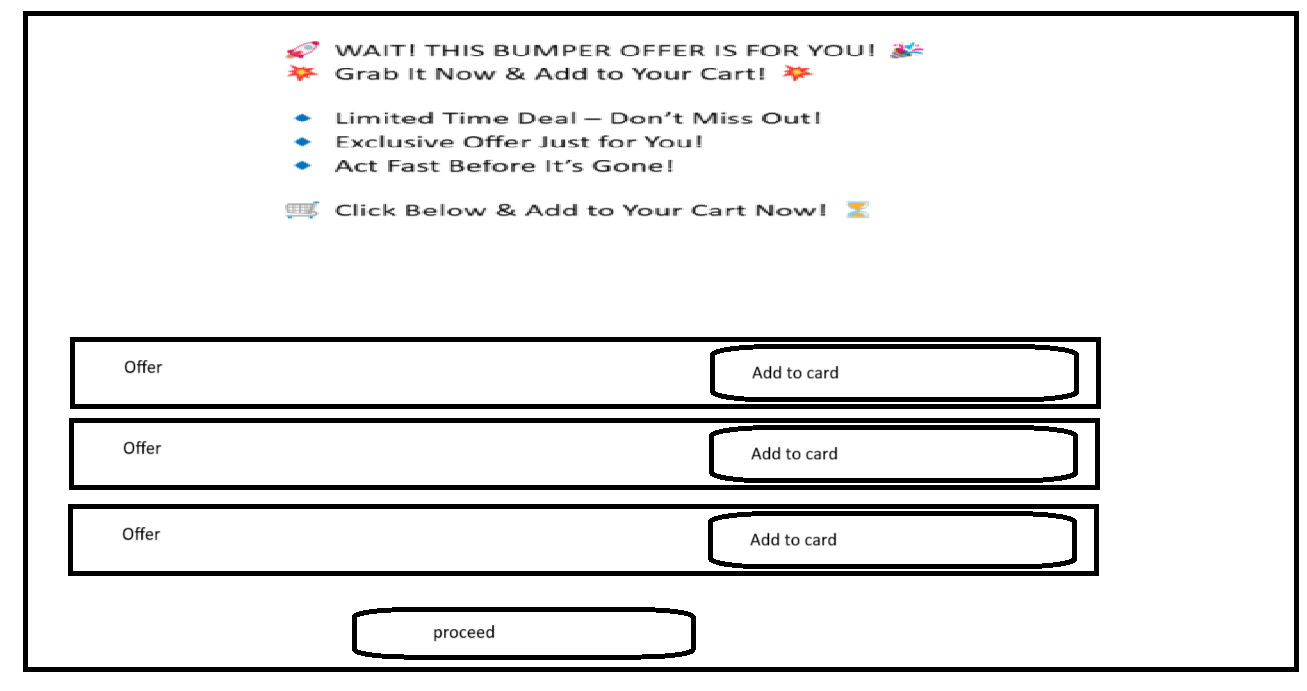 🚀 WAIT! THIS BUMPER OFFER IS FOR YOU! 🎉
💥 Grab It Now & Add to Your Cart! 💥
🔹 Limited Time Deal – Don’t Miss Out!
🔹 Exclusive Offer Just for You!
🔹 Act Fast Before It’s Gone!
🛒 Click Below & Add to Your Cart Now! ⏳
Offer Add to card
Offer Add to card
Offer Add to card
proceed